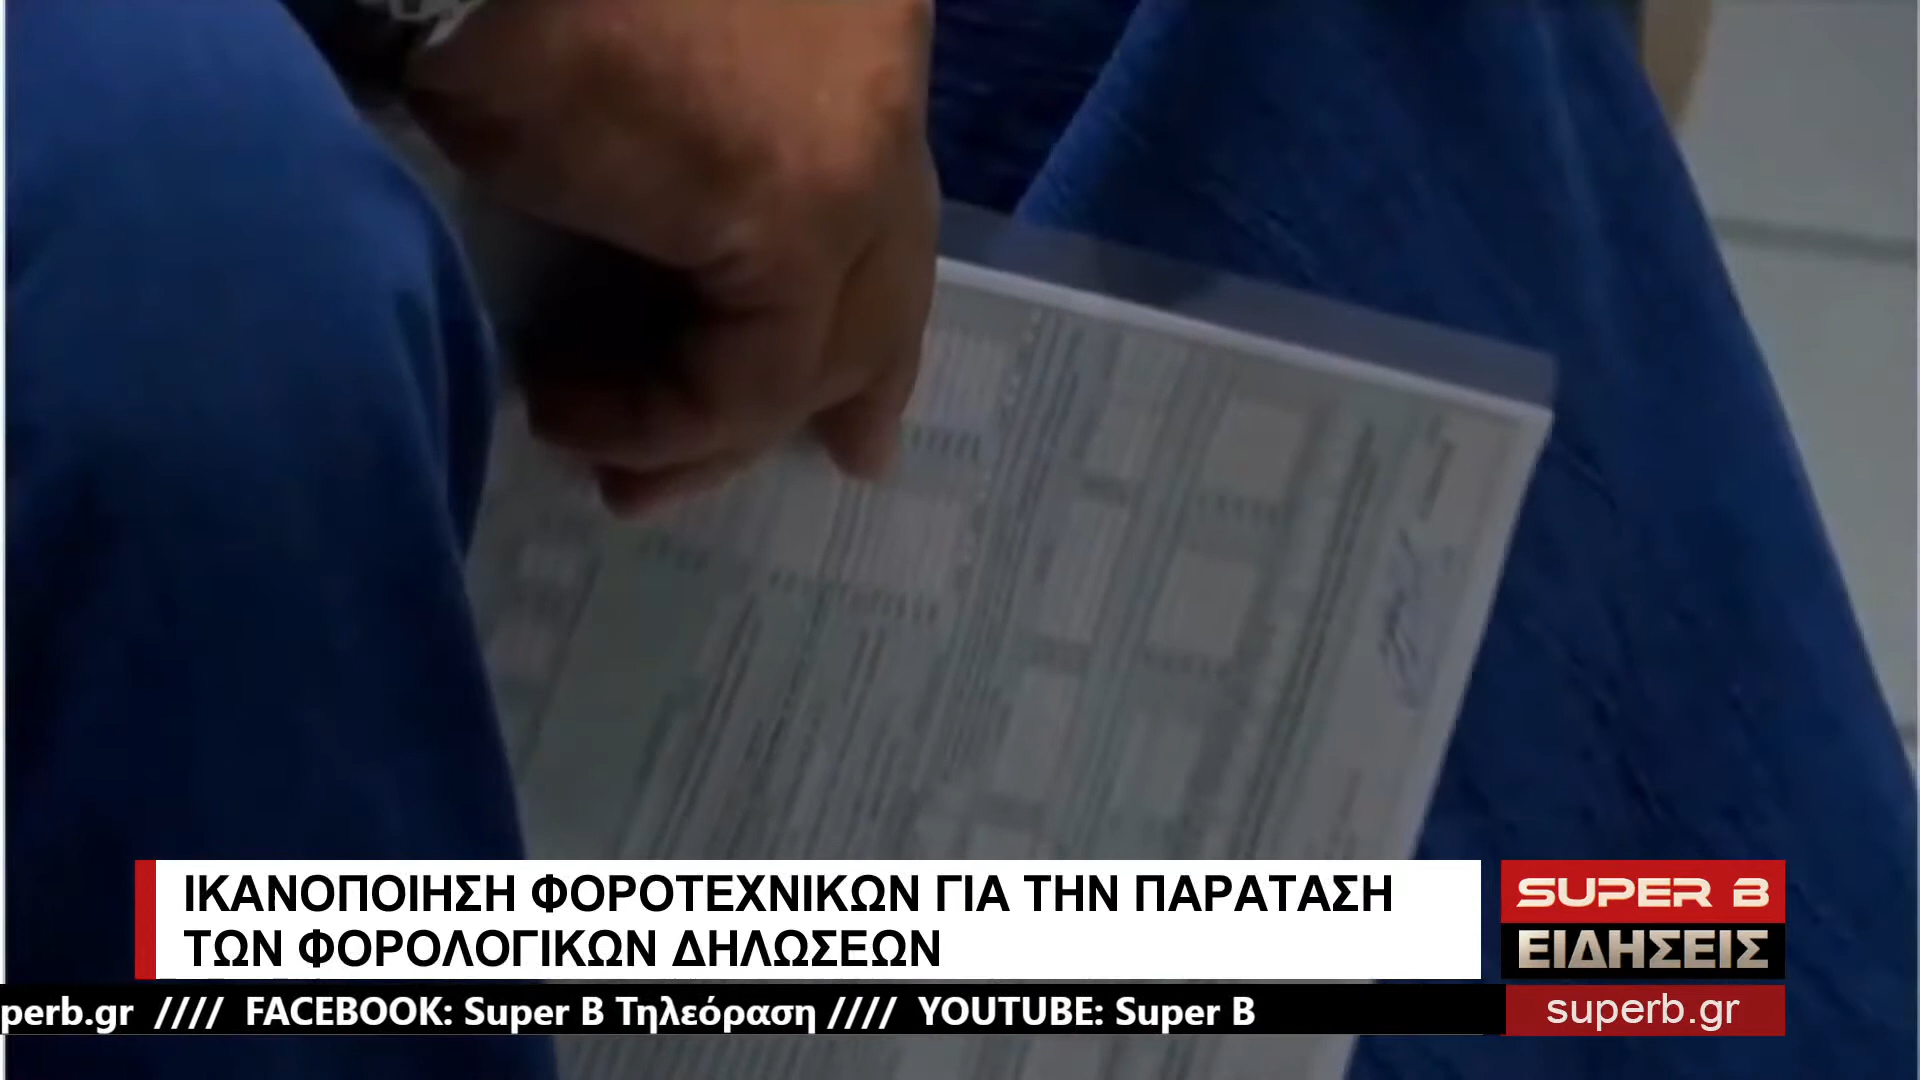 ΙΚΑΝΟΠΟΙΗΣΗ ΦΟΡΟΤΕΧΝΙΚΩΝ ΓΙΑ ΤΗΝ ΠΑΡΑΤΑΣΗ
ΤΩΝ ΦΟΡΟΛΟΓΙΚΩΝ ΔΗΛΩΣΕΩΝ
SUPER B
ΕΙΔΗΣΕΙΣ
perb.gr //// FACEBOOK: Super B Τηλεόραση //// YOUTUBE: Super B
superb.gr